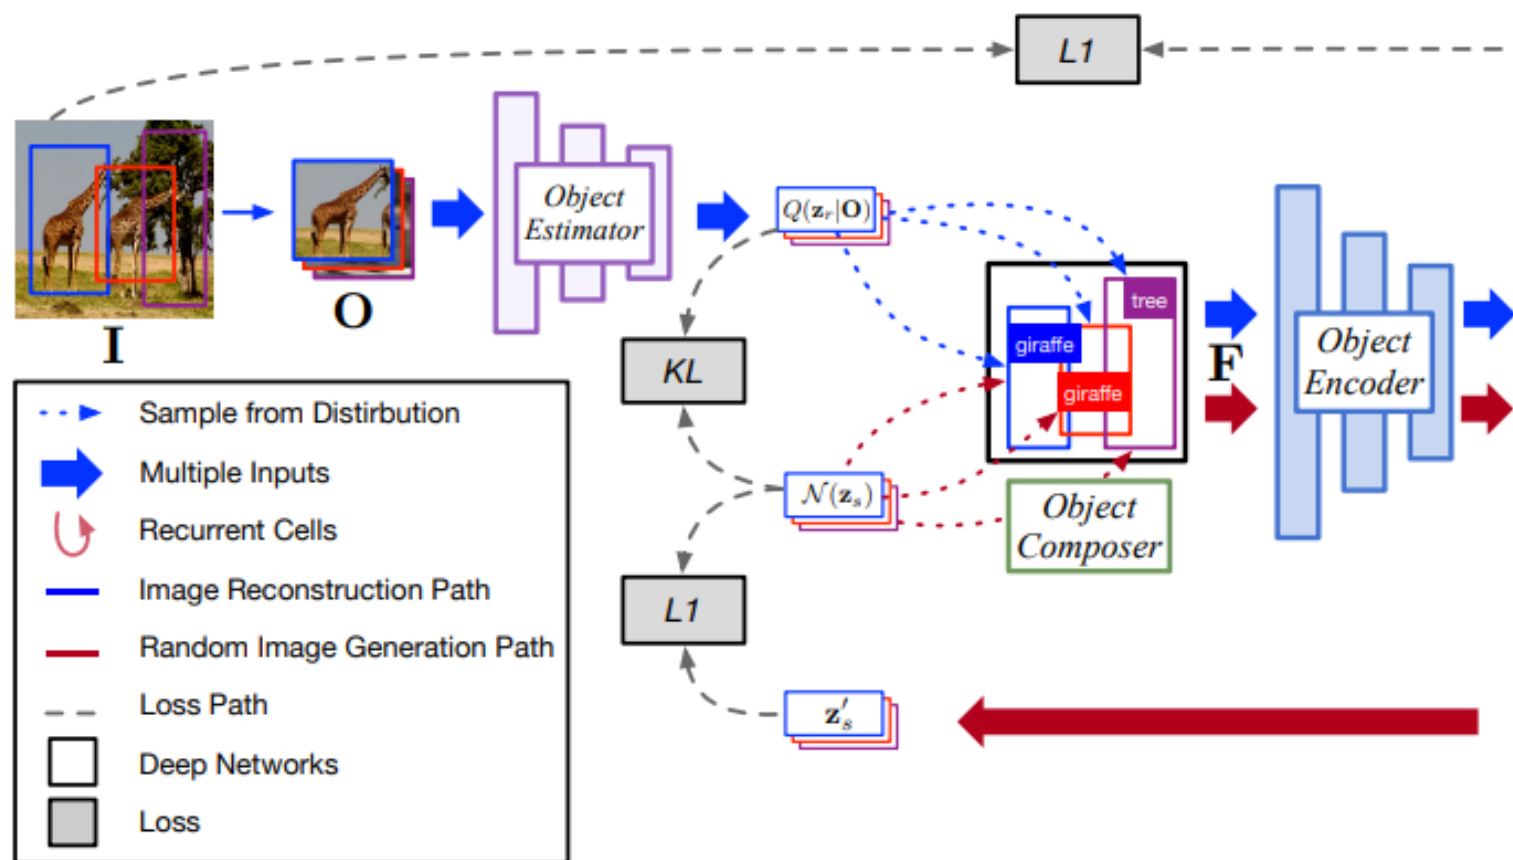 L1
I
O
Object
Estimator
Q(z_r|O)
KL
tree
giraffe
giraffe
F
Object
Encoder
N(z_s)
Object
Composer
L1
z'_s
Sample from Distirbution
Multiple Inputs
Recurrent Cells
Image Reconstruction Path
Random Image Generation Path
Loss Path
Deep Networks
Loss